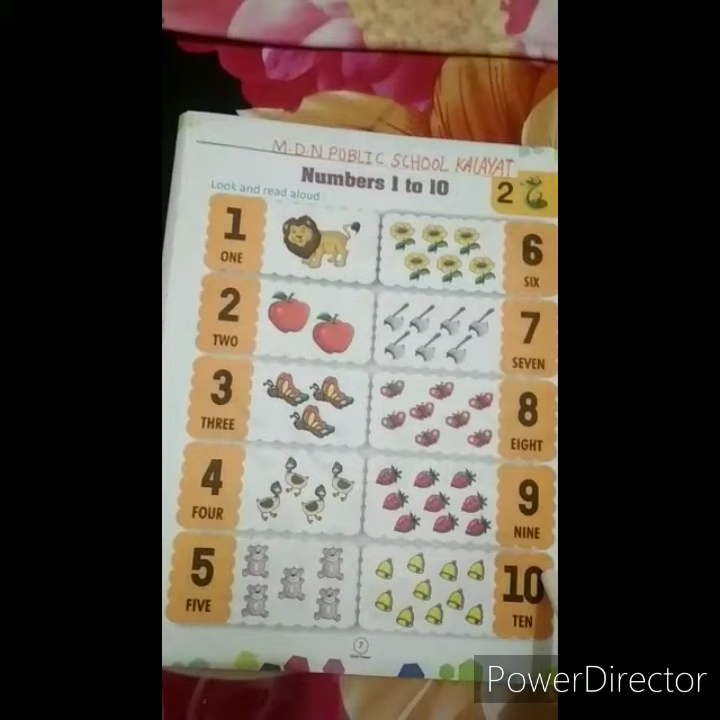 M.D.N PUBLIC SCHOOL KALAYAT
Numbers 1 to 10
2
Look and read aloud
1
ONE
6
SIX
2
TWO
7
SEVEN
3
THREE
8
EIGHT
4
FOUR
9
NINE
5
FIVE
10
TEN
7
PowerDirector